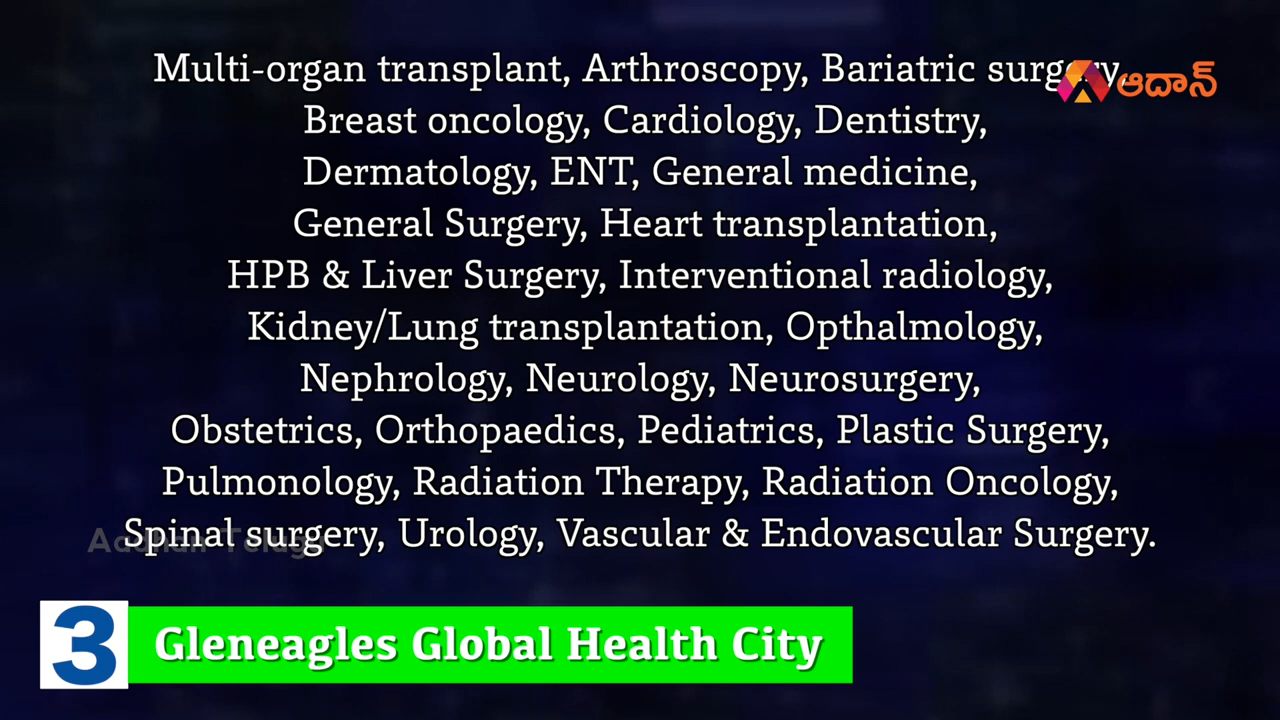 Multi-organ transplant, Arthroscopy, Bariatric surgery,
ఆదాన్
Breast oncology, Cardiology, Dentistry,
Dermatology, ENT, General medicine,
General Surgery, Heart transplantation,
HPB & Liver Surgery, Interventional radiology,
Kidney/Lung transplantation, Opthalmology,
Nephrology, Neurology, Neurosurgery,
Obstetrics, Orthopaedics, Pediatrics, Plastic Surgery,
Pulmonology, Radiation Therapy, Radiation Oncology,
Spinal surgery, Urology, Vascular & Endovascular Surgery.
Aadhan Telugu
3 Gleneagles Global Health City